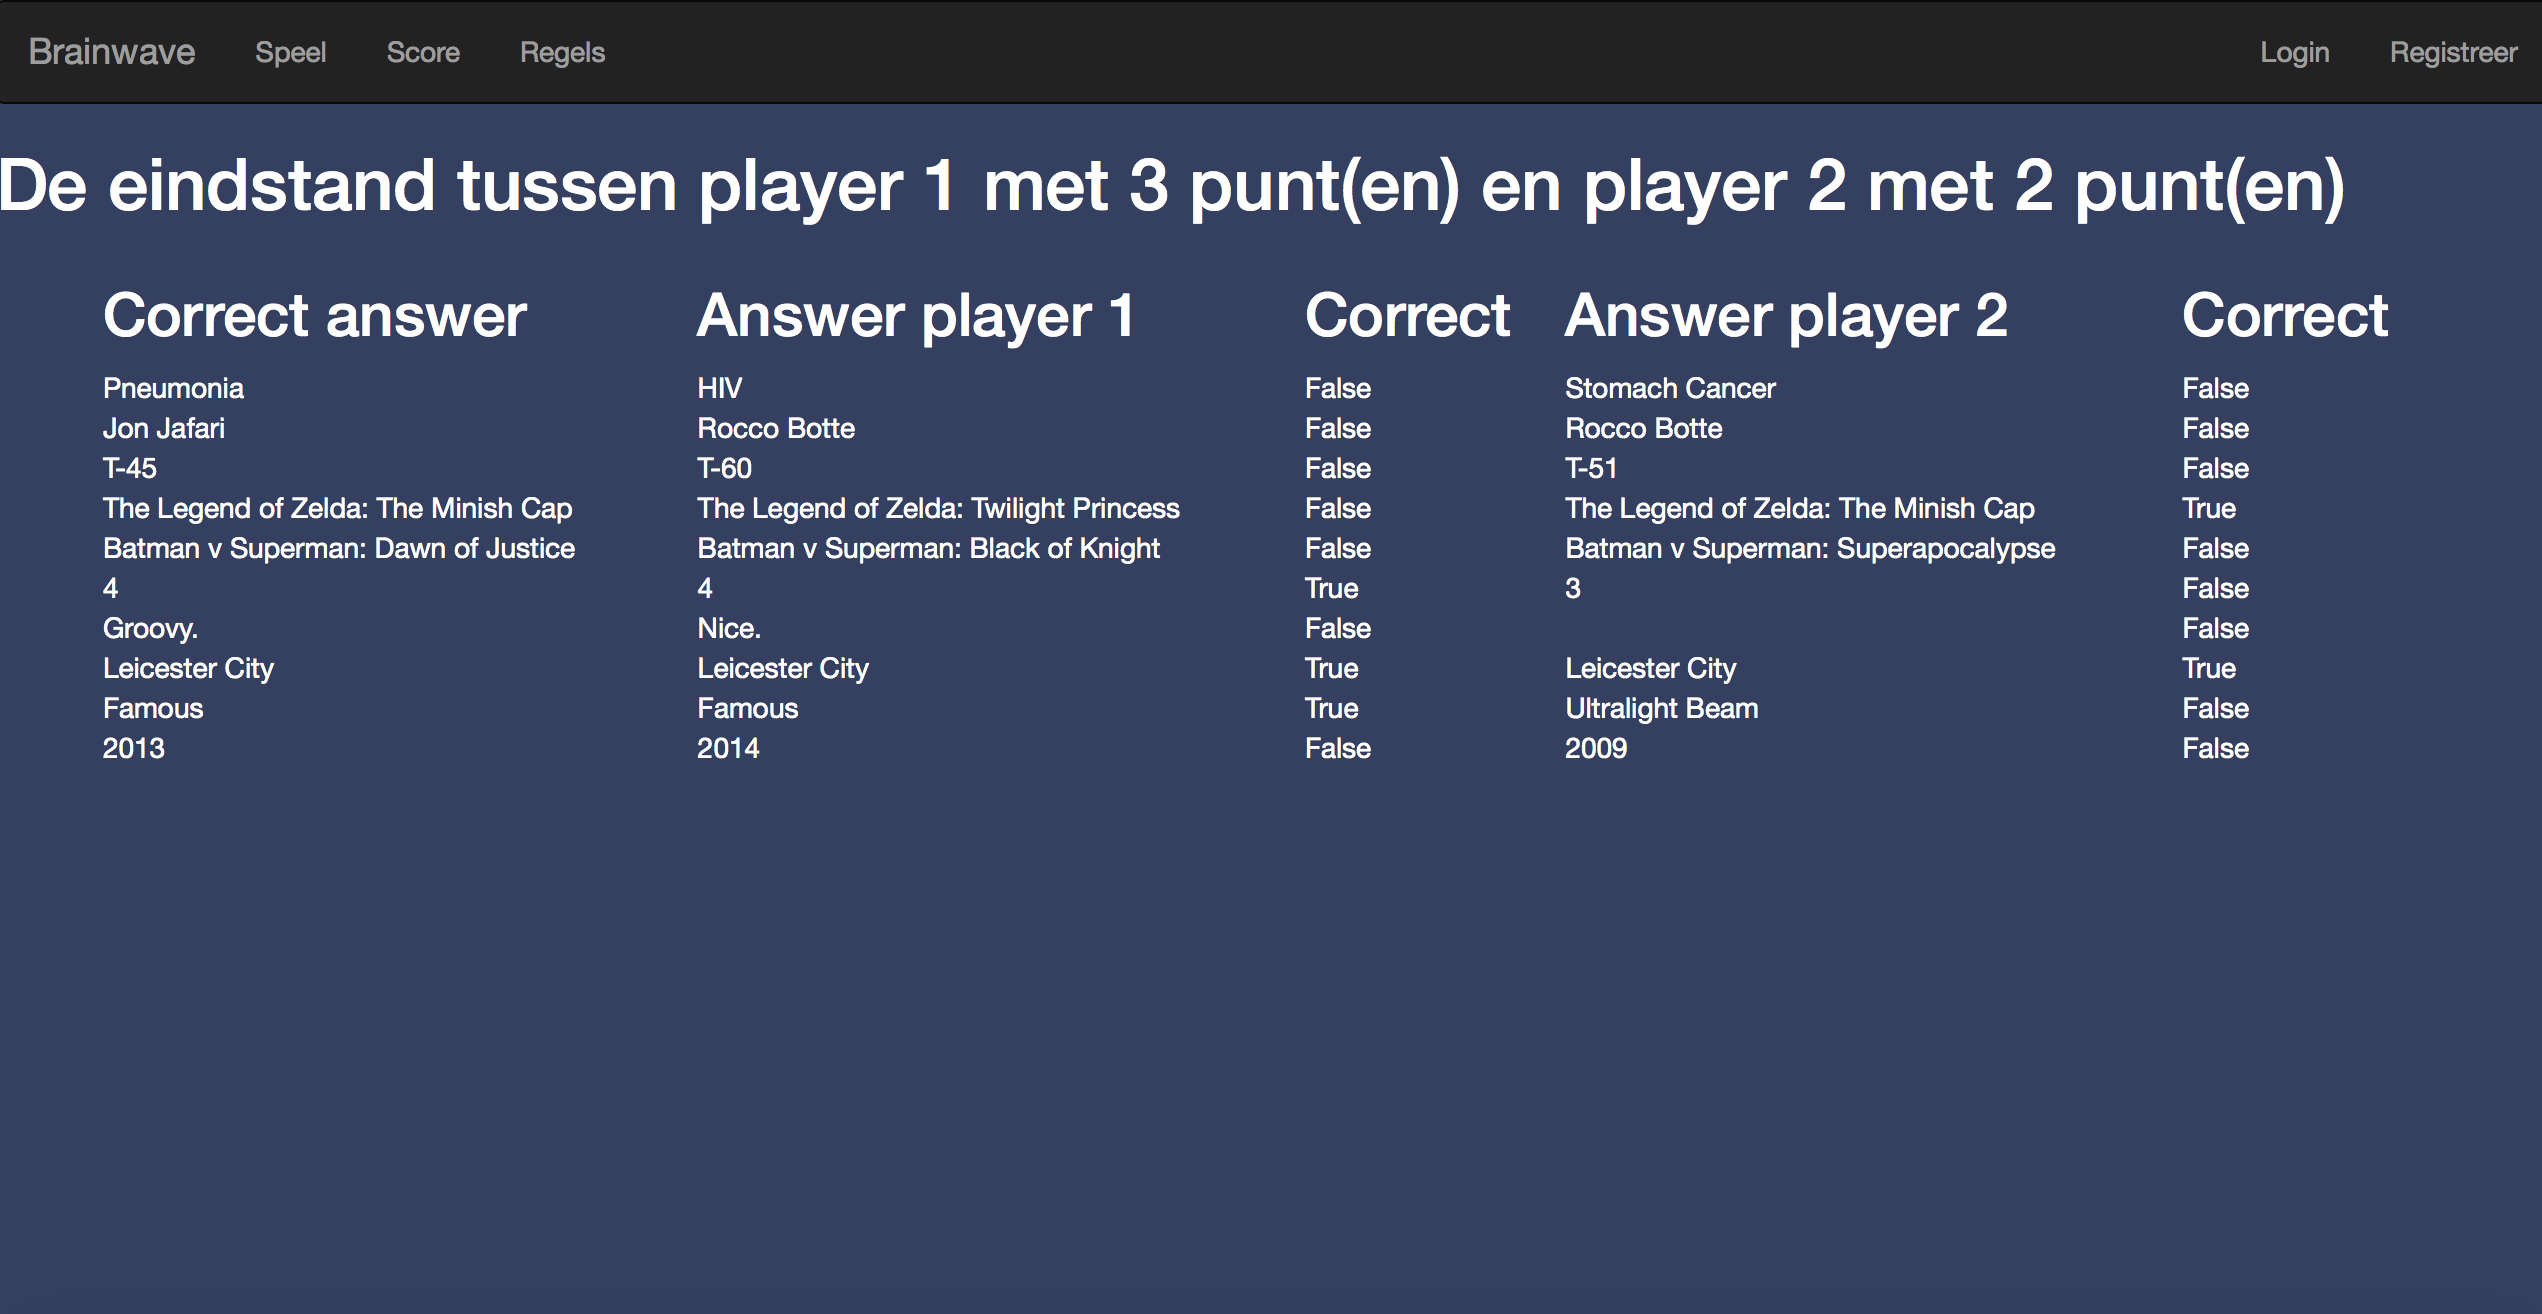 Brainwave Speel Score Regels Login Registreer
De eindstand tussen player 1 met 3 punt(en) en player 2 met 2 punt(en)
Correct answer Answer player 1 Correct Answer player 2 Correct
Pneumonia HIV False Stomach Cancer False
Jon Jafari Rocco Botte False Rocco Botte False
T-45 T-60 False T-51 False
The Legend of Zelda: The Minish Cap The Legend of Zelda: Twilight Princess False The Legend of Zelda: The Minish Cap True
Batman v Superman: Dawn of Justice Batman v Superman: Black of Knight False Batman v Superman: Superapocalypse False
4 4 True 3 False
Groovy. Nice. False False
Leicester City Leicester City True Leicester City True
Famous Famous True Ultralight Beam False
2013 2014 False 2009 False